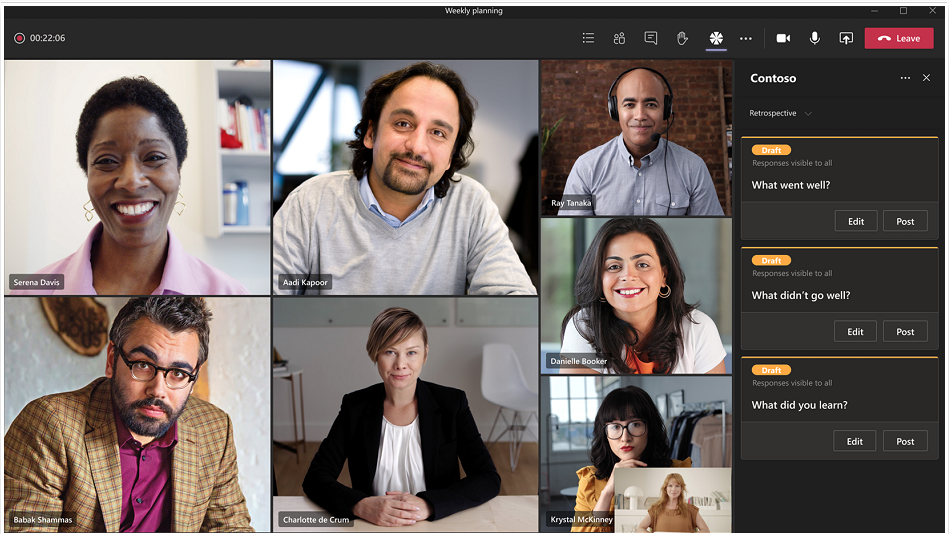 Weekly planning
00:22:06
Leave
Serena Davis
Aadi Kapoor
Ray Tanaka
Danielle Booker
Babak Shammas
Charlotte de Crum
Krystal McKinney
Contoso
Retrospective
Draft
Responses visible to all
What went well?
Edit Post
Draft
Responses visible to all
What didn't go well?
Edit Post
Draft
Responses visible to all
What did you learn?
Edit Post